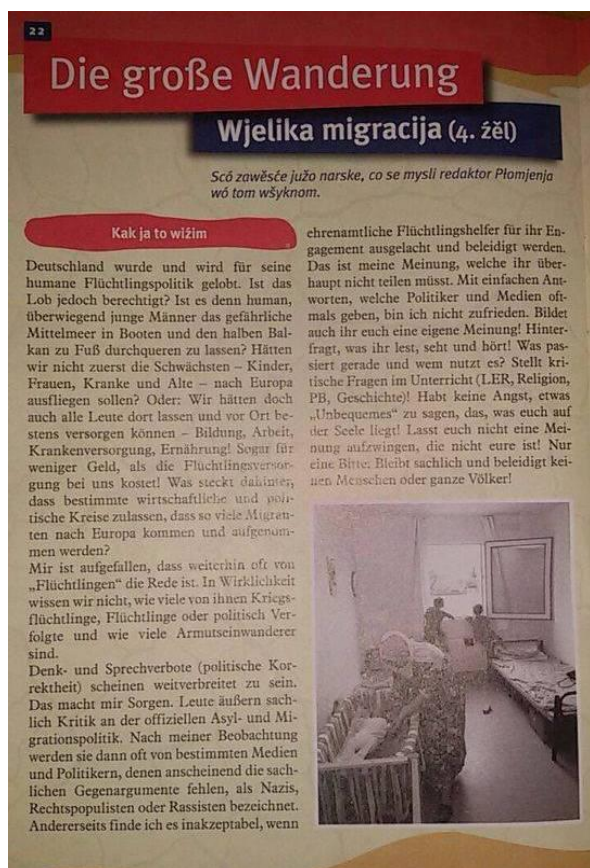 22
Die große Wanderung
Wjelika migracija (4. źěl)
Scó zawěsće južo narske, co se mysli redaktor Płomjenja
wó tom wšyknom.
Kak ja to wiźim
Deutschland wurde und wird für seine
humane Flüchtlingspolitik gelobt. Ist das
Lob jedoch berechtigt? Ist es denn human,
überwiegend junge Männer das gefährliche
Mittelmeer in Booten und den halben Bal-
kan zu Fuß durchqueren zu lassen? Hätten
wir nicht zuerst die Schwächsten – Kinder,
Frauen, Kranke und Alte – nach Europa
ausfliegen sollen? Oder: Wir hätten doch
auch alle Leute dort lassen und vor Ort be-
stens versorgen können – Bildung, Arbeit,
Krankenversorgung, Ernährung! Sogar für
weniger Geld, als die Flüchtlingsversor-
gung bei uns kostet! Was steckt dahinter,
dass bestimmte wirtschaftliche und poli-
tische Kreise zulassen, dass so viele Migran-
ten nach Europa kommen und aufgenom-
men werden?
Mir ist aufgefallen, dass weiterhin oft von
„Flüchtlingen“ die Rede ist. In Wirklichkeit
wissen wir nicht, wie viele von ihnen Kriegs-
flüchtlinge, Flüchtlinge oder politisch Ver-
folgte und wie viele Armutseinwanderer
sind.
Denk- und Sprechverbote (politische Kor-
rektheit) scheinen weitverbreitet zu sein.
Das macht mir Sorgen. Leute äußern sach-
lich Kritik an der offiziellen Asyl- und Mi-
grationspolitik. Nach meiner Beobachtung
werden sie dann oft von bestimmten Medien
und Politikern, denen anscheinend die sach-
lichen Gegenargumente fehlen, als Nazis,
Rechtspopulisten oder Rassisten bezeichnet.
Andererseits finde ich es inakzeptabel, wenn
ehrenamtliche Flüchtlingshelfer für ihr En-
gagement ausgelacht und beleidigt werden.
Das ist meine Meinung, welche ihr über-
haupt nicht teilen müsst. Mit einfachen Ant-
worten, welche Politiker und Medien oft-
mals geben, bin ich nicht zufrieden. Bildet
auch ihr euch eine eigene Meinung! Hinter-
fragt, was ihr lest, seht und hört! Was pas-
siert gerade und wem nutzt es? Stellt kri-
tische Fragen im Unterricht (LER, Religion,
PB, Geschichte)! Habt keine Angst, etwas
„Unbequemes“ zu sagen, das, was euch auf
der Seele liegt! Lasst euch nicht eine Mei-
nung aufzwingen, die nicht eure ist! Nur
eine Bitte: Bleibt sachlich und beleidigt kei-
nen Menschen oder ganze Völker!